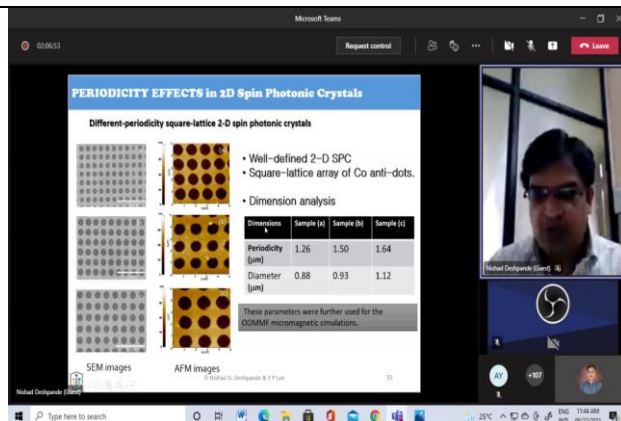 Microsoft Teams
02:06:53
Request control
Leave
PERIODICITY EFFECTS in 2D Spin Photonic Crystals
Different-periodicity square-lattice 2-D spin photonic crystals
• Well-defined 2-D SPC
• Square-lattice array of Co anti-dots.
• Dimension analysis
Dimensions Sample (a) Sample (b) Sample (c)
Periodicity (μm) 1.26 1.50 1.64
Diameter (μm) 0.88 0.93 1.12
These parameters were further used for the
OOMMF micromagnetic simulations.
SEM images
AFM images
Nishad Deshpande (Guest)
Nishad Deshpande (Guest)
AY
+107
Type here to search
25°C
ENG
11:44 AM